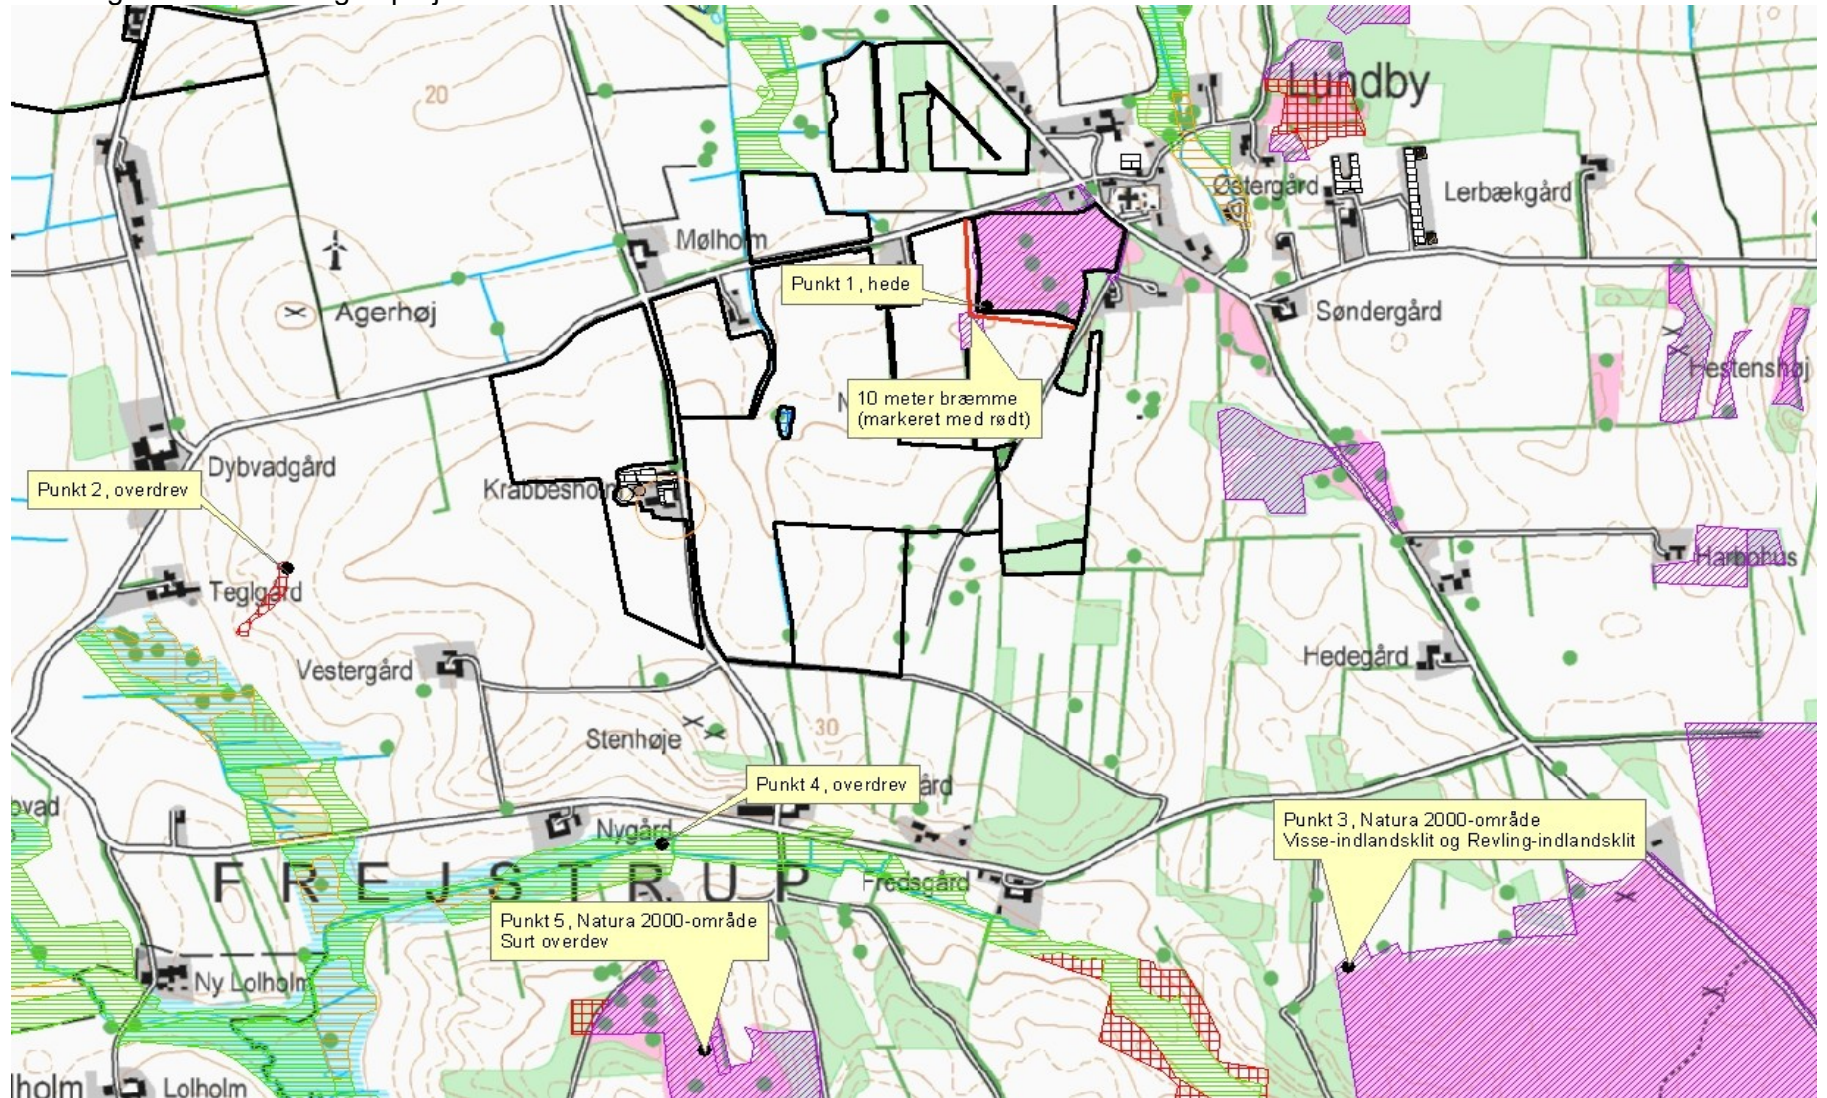 Lundby
20
Østergård
Lerbækgård
Mølholm
Punkt 1, hede
Agerhøj
Søndergård
Hestenshøj
10 meter bræmme
(markeret med rødt)
Dybvadgård
Punkt 2, overdrev
Krabbesholm
Harbohus
Teglgård
Vestergård
Hedegård
10
Stenhøje
30
Punkt 4, overdrev
Punkt 3, Natura 2000-område
Visse-indlandsklit og Revling-indlandsklit
Nygård
FREJSTRUP
Fredsgård
Punkt 5, Natura 2000-område
Surt overdev
Ny Lolholm
Lolholm